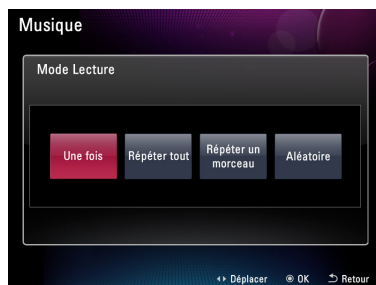 Musique
Mode Lecture
Une fois
Répéter tout
Répéter un
morceau
Aléatoire
Déplacer OK Retour